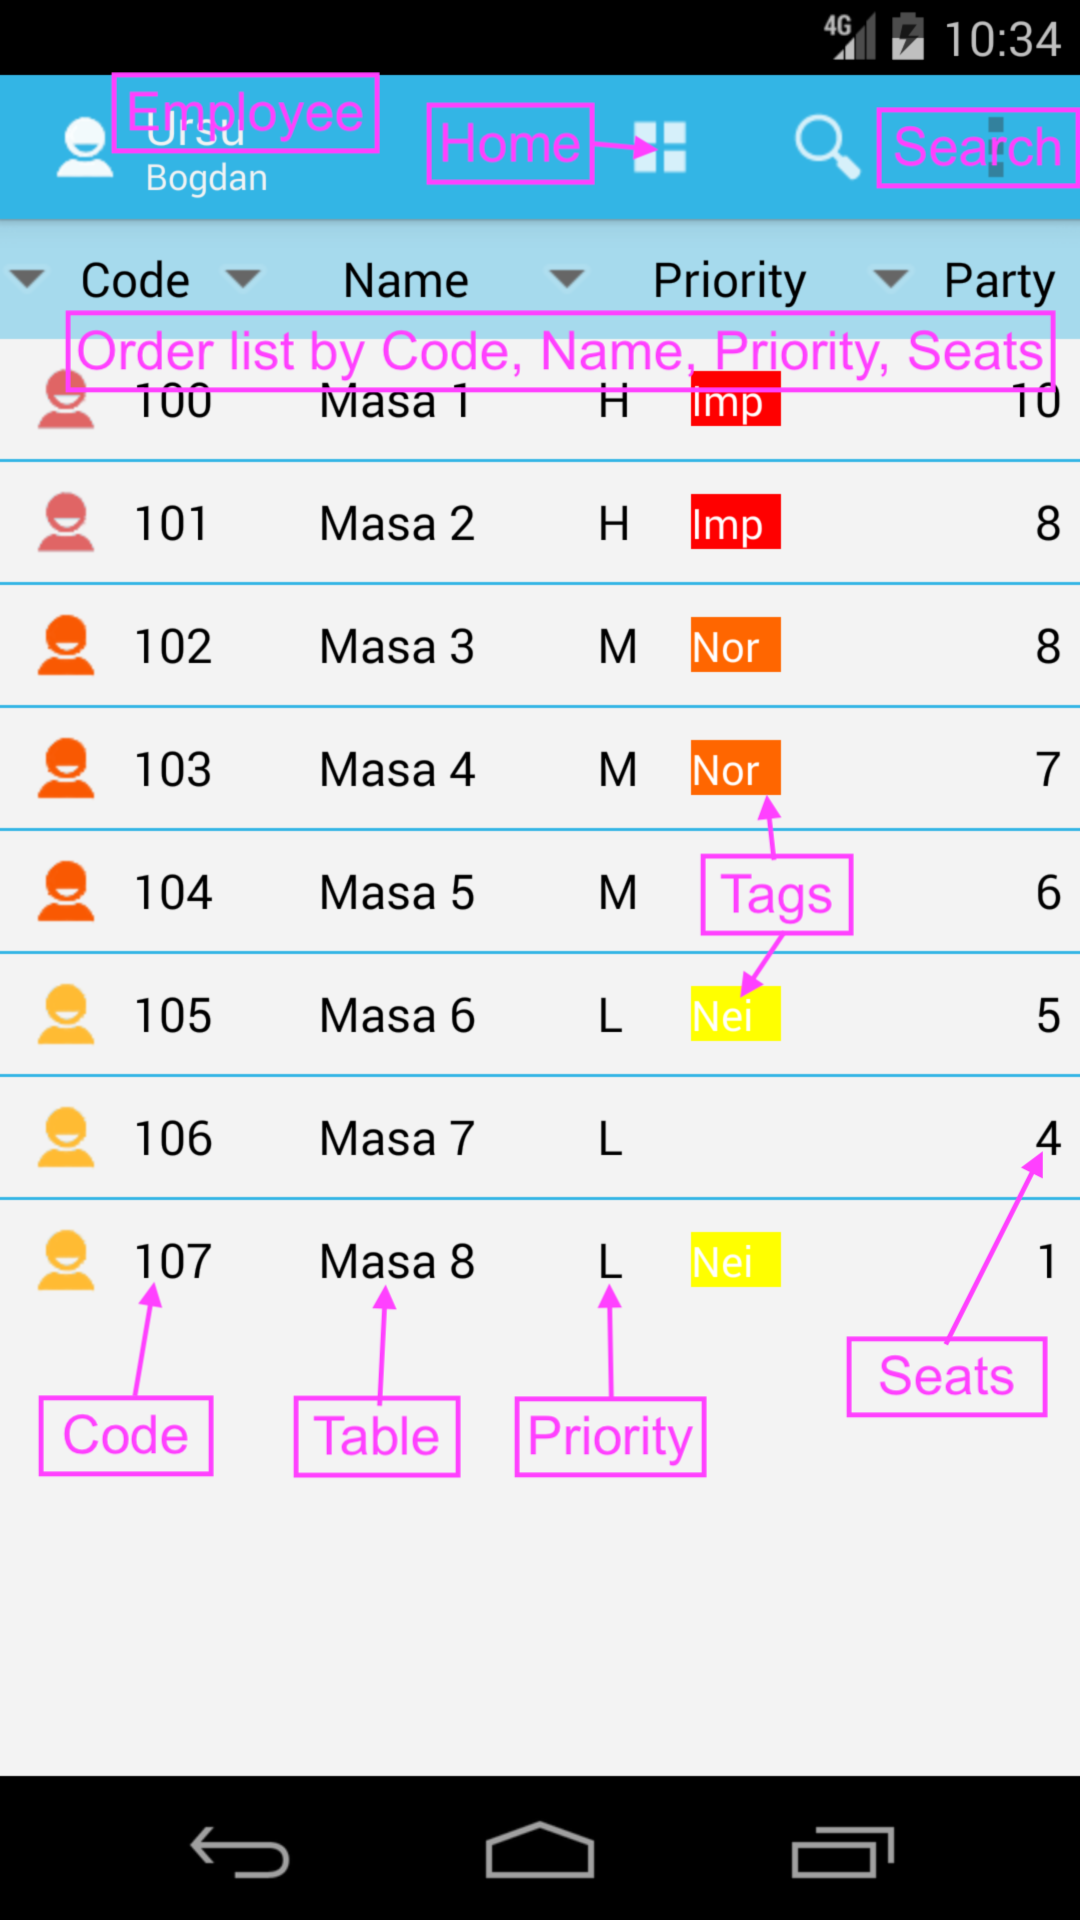 4G 10:34
Employee
Ursu
Bogdan
Home
Search
Code Name Priority Party
Order list by Code, Name, Priority, Seats
100 Masa 1 H Imp 10
101 Masa 2 H Imp 8
102 Masa 3 M Nor 8
103 Masa 4 M Nor 7
104 Masa 5 M 6
Tags
105 Masa 6 L Nei 5
106 Masa 7 L 4
107 Masa 8 L Nei 1
Seats
Code Table Priority